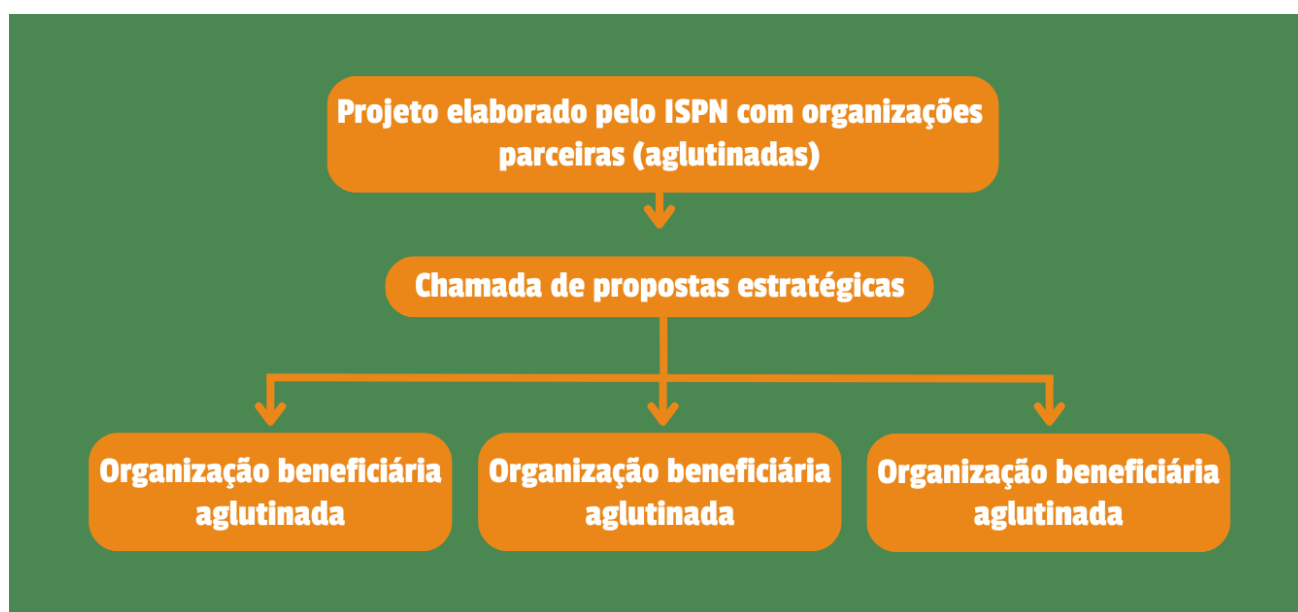 Projeto elaborado pelo ISPN com organizações
parceiras (aglutinadas)
Chamada de propostas estratégicas
Organização beneficiária
aglutinada
Organização beneficiária
aglutinada
Organização beneficiária
aglutinada